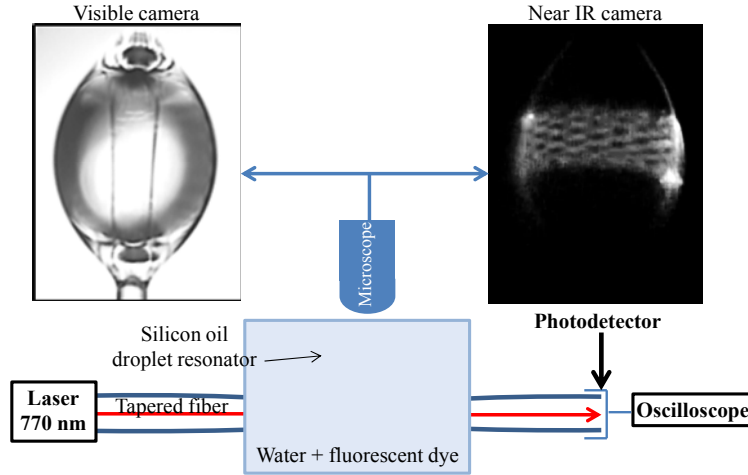 Visible camera
Near IR camera
Microscope
Photodetector
Silicon oil
droplet resonator
Laser
770 nm
Tapered fiber
Oscilloscope
Water + fluorescent dye